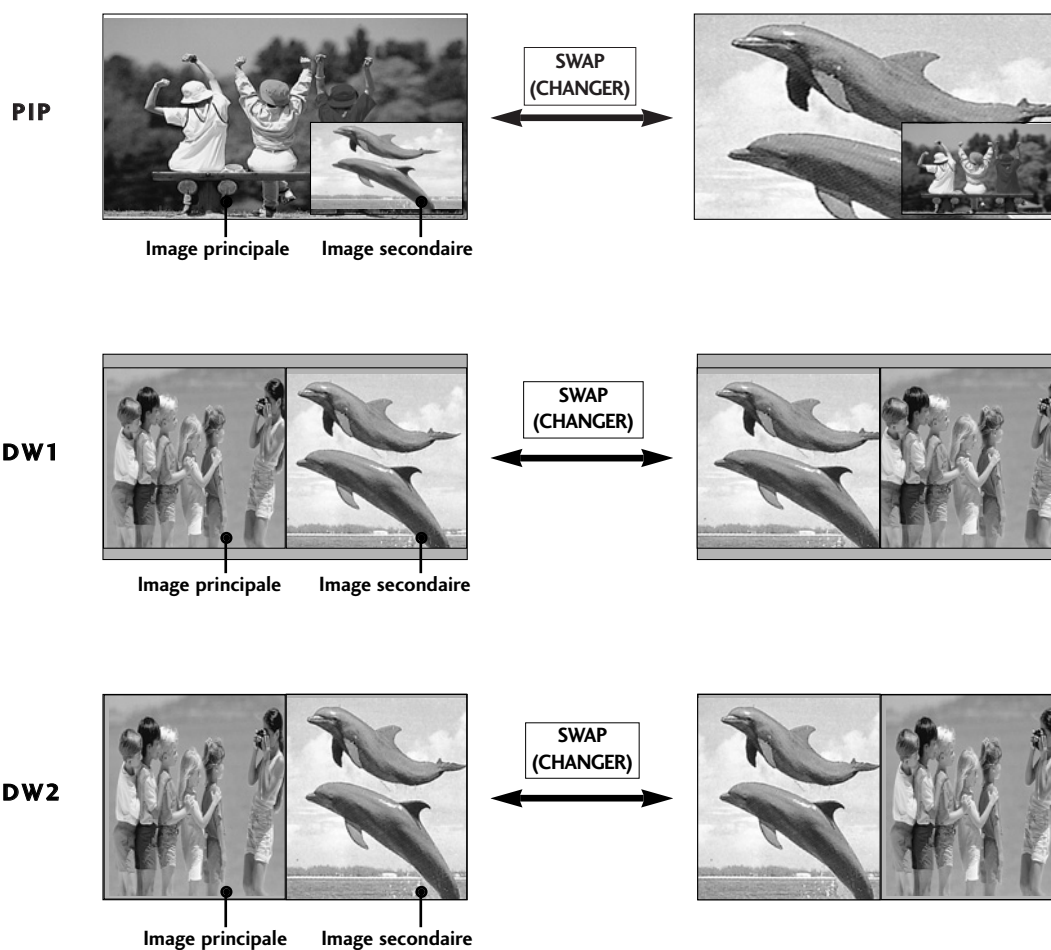 PIP
SWAP
(CHANGER)
Image principale
Image secondaire
DW1
SWAP
(CHANGER)
Image principale
Image secondaire
DW2
SWAP
(CHANGER)
Image principale
Image secondaire